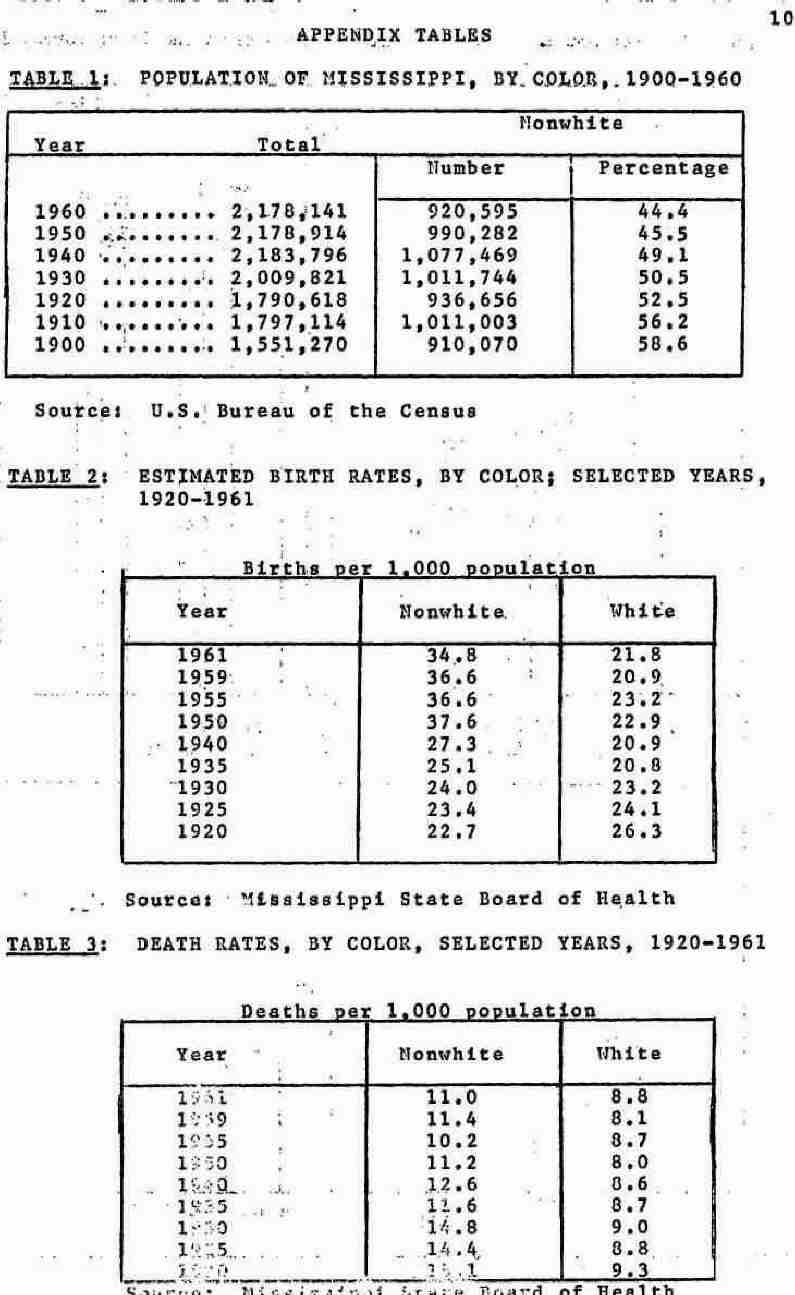 10
APPENDIX TABLES
TABLE 1: POPULATION OF MISSISSIPPI, BY COLOR, 1900-1960
Nonwhite
Year Total
Number Percentage
1960 ......... 2,178,141 920,595 44.4
1950 ......... 2,178,914 990,282 45.5
1940 ......... 2,183,796 1,077,469 49.1
1930 ......... 2,009,821 1,011,744 50.5
1920 ......... 1,790,618 936,656 52.5
1910 ......... 1,797,114 1,011,003 56.2
1900 ......... 1,551,270 910,070 58.6
Source: U.S. Bureau of the Census
TABLE 2: ESTIMATED BIRTH RATES, BY COLOR; SELECTED YEARS,
1920-1961
Births per 1,000 population
Year Nonwhite White
1961 34.8 21.8
1959 36.6 20.9
1955 36.6 23.2
1950 37.6 22.9
1940 27.3 20.9
1935 25.1 20.8
1930 24.0 23.2
1925 23.4 24.1
1920 22.7 26.3
Source: Mississippi State Board of Health
TABLE 3: DEATH RATES, BY COLOR, SELECTED YEARS, 1920-1961
Deaths per 1,000 population
Year Nonwhite White
1961 11.0 8.8
1959 11.4 8.1
1955 10.2 8.7
1950 11.2 8.0
1940 12.6 8.6
1935 11.6 8.7
1930 14.8 9.0
1925 14.4 8.8
1920 9.3
Source: Mississippi State Board of Health